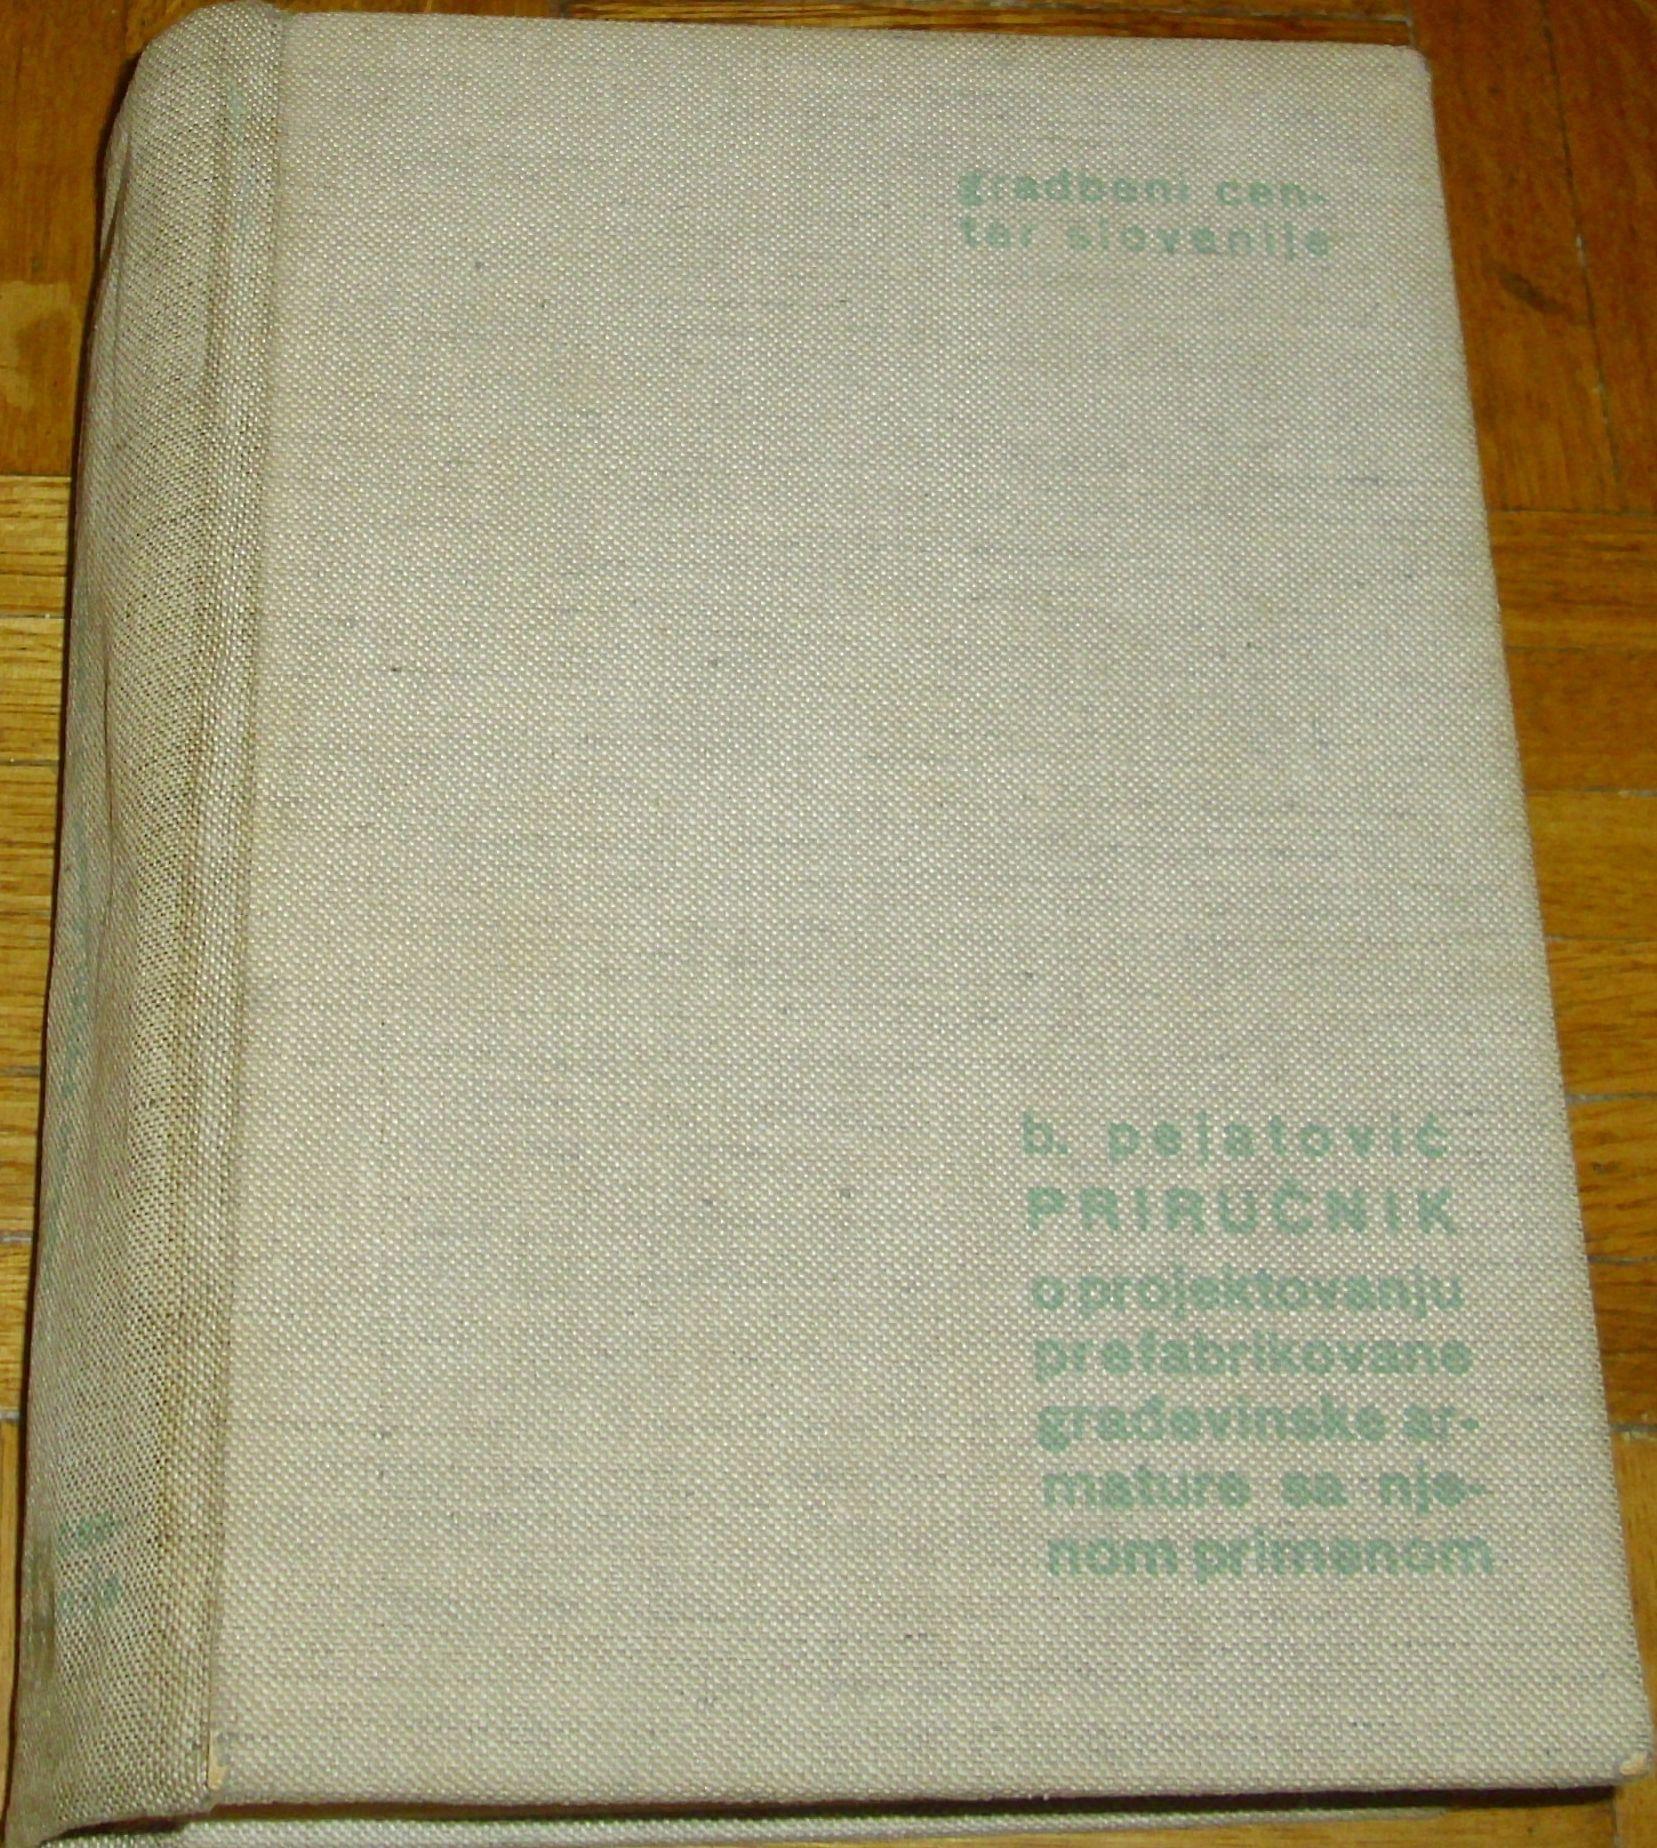 gradbeni cen-
ter slovenije
b. pejatović
PRIRUČNIK
o projektovanju
prefabrikovane
građevinske ar-
mature sa nje-
nom primenom